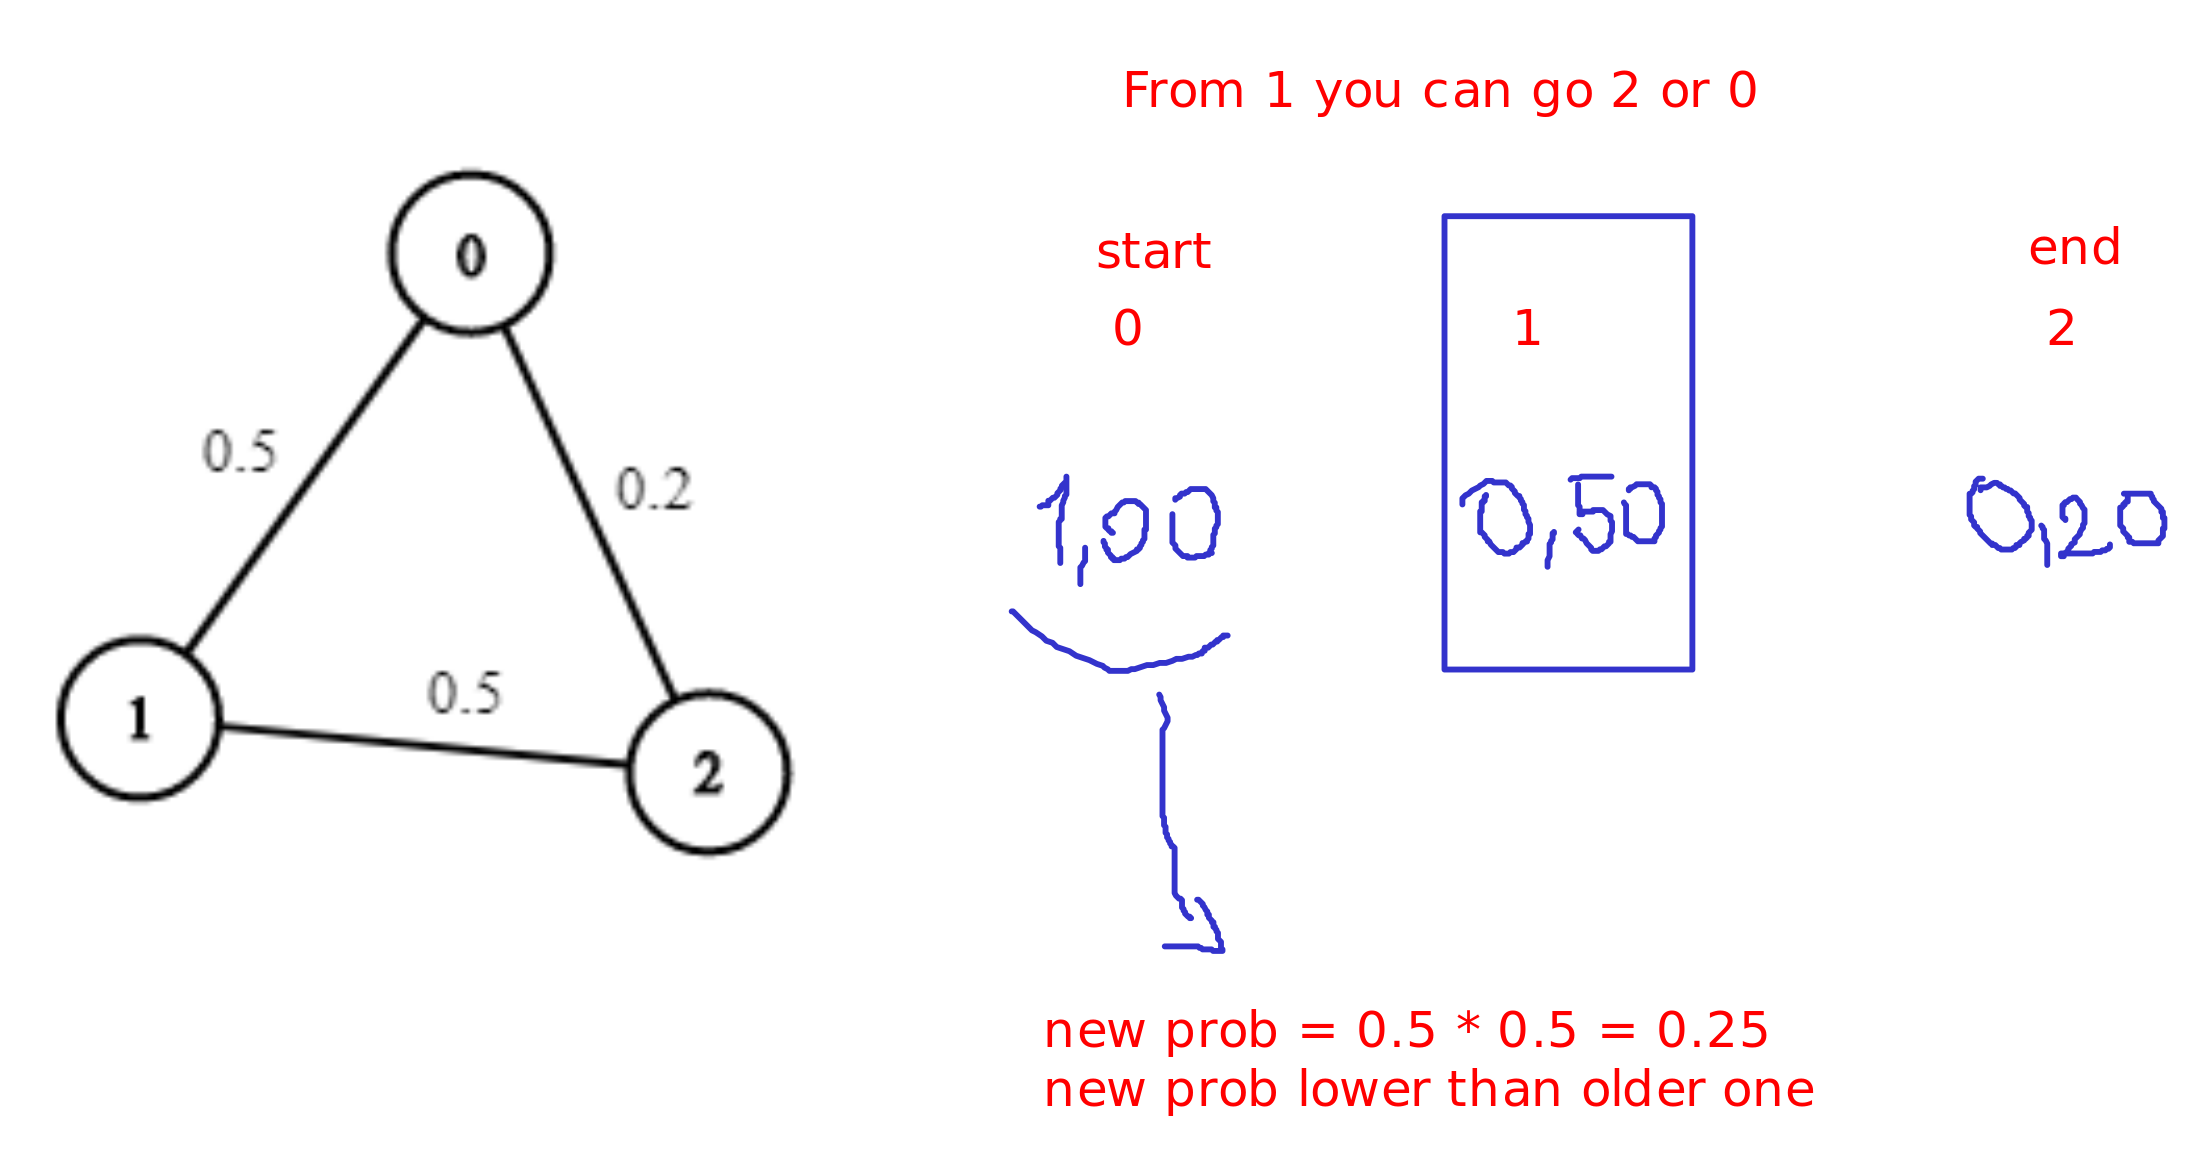 From 1 you can go 2 or 0
0
start
end
0
1
2
0.5
0.2
1,00
0,50
0,20
0.5
1
2
new prob = 0.5 * 0.5 = 0.25
new prob lower than older one